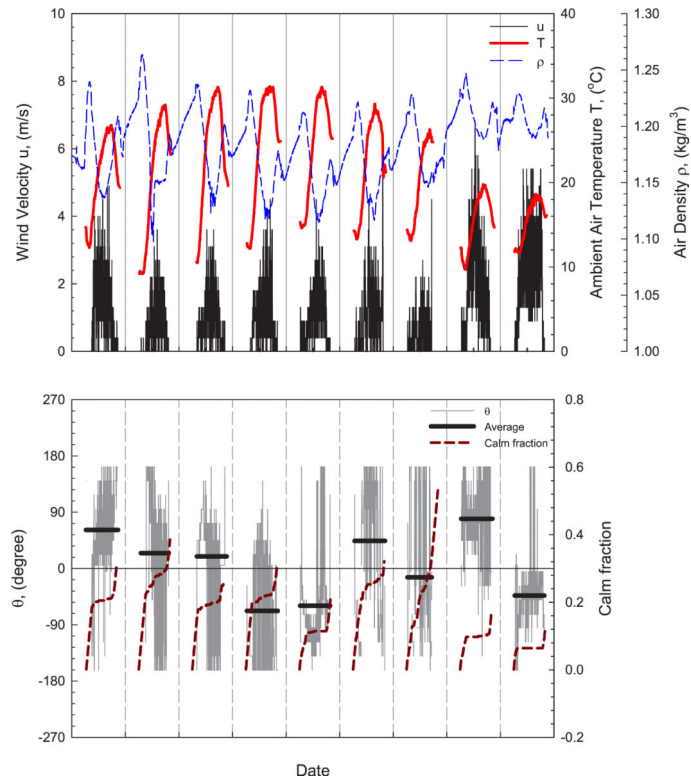 10
8
6
4
2
0
Wind Velocity u, (m/s)
u
T
ρ
40
30
20
10
0
Ambient Air Temperature T, (°C)
1.30
1.25
1.20
1.15
1.10
1.05
1.00
Air Density ρ, (kg/m³)
270
180
90
0
-90
-180
-270
θ, (degree)
θ
Average
Calm fraction
0.8
0.6
0.4
0.2
0.0
-0.2
Calm fraction
Date